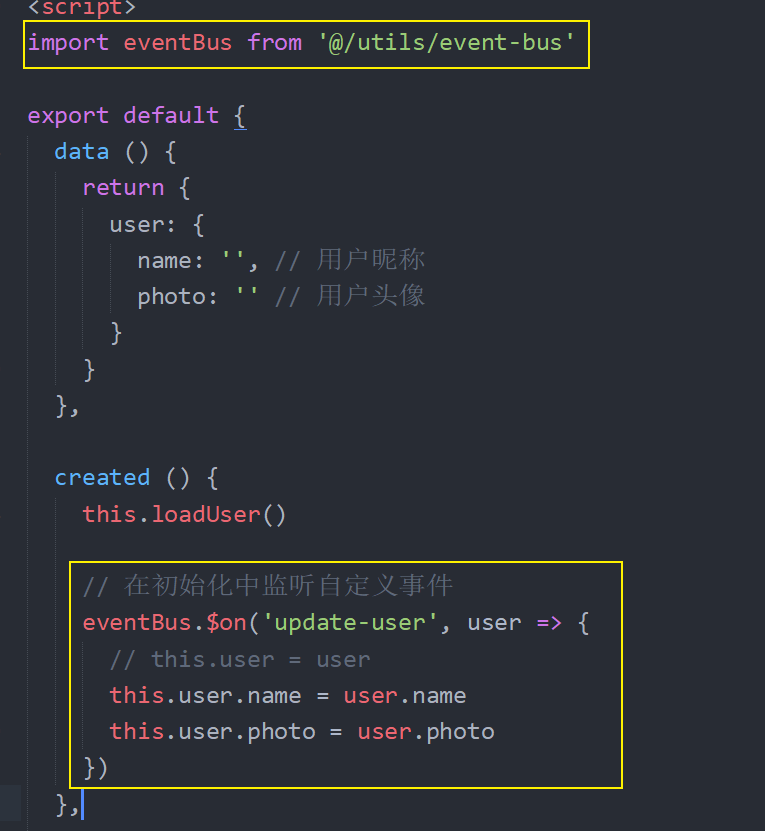 <script>
import eventBus from '@/utils/event-bus'
export default {
data () {
return {
user: {
name: '', // 用户昵称
photo: '' // 用户头像
}
}
},
created () {
this.loadUser()
// 在初始化中监听自定义事件
eventBus.$on('update-user', user => {
// this.user = user
this.user.name = user.name
this.user.photo = user.photo
})
},